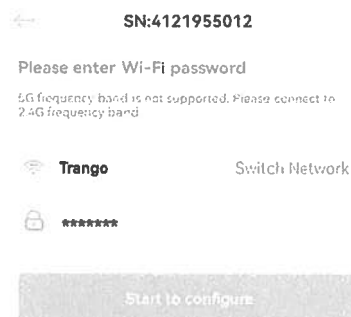 SN:4121955012
Please enter Wi-Fi password
5G frequency band is not supported. Please connect to
2.4G frequency band
Trango
Switch Network
*******
Start to configure